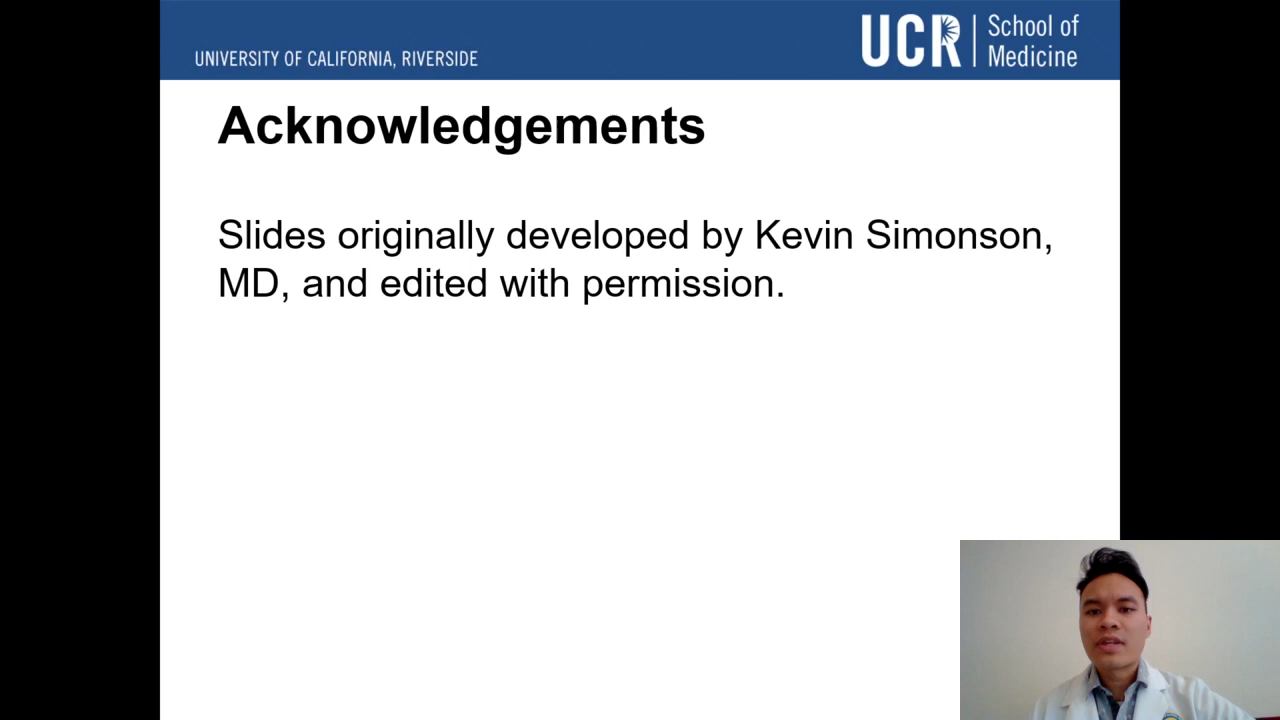 UNIVERSITY OF CALIFORNIA, RIVERSIDE
UCR School of Medicine
Acknowledgements
Slides originally developed by Kevin Simonson,
MD, and edited with permission.